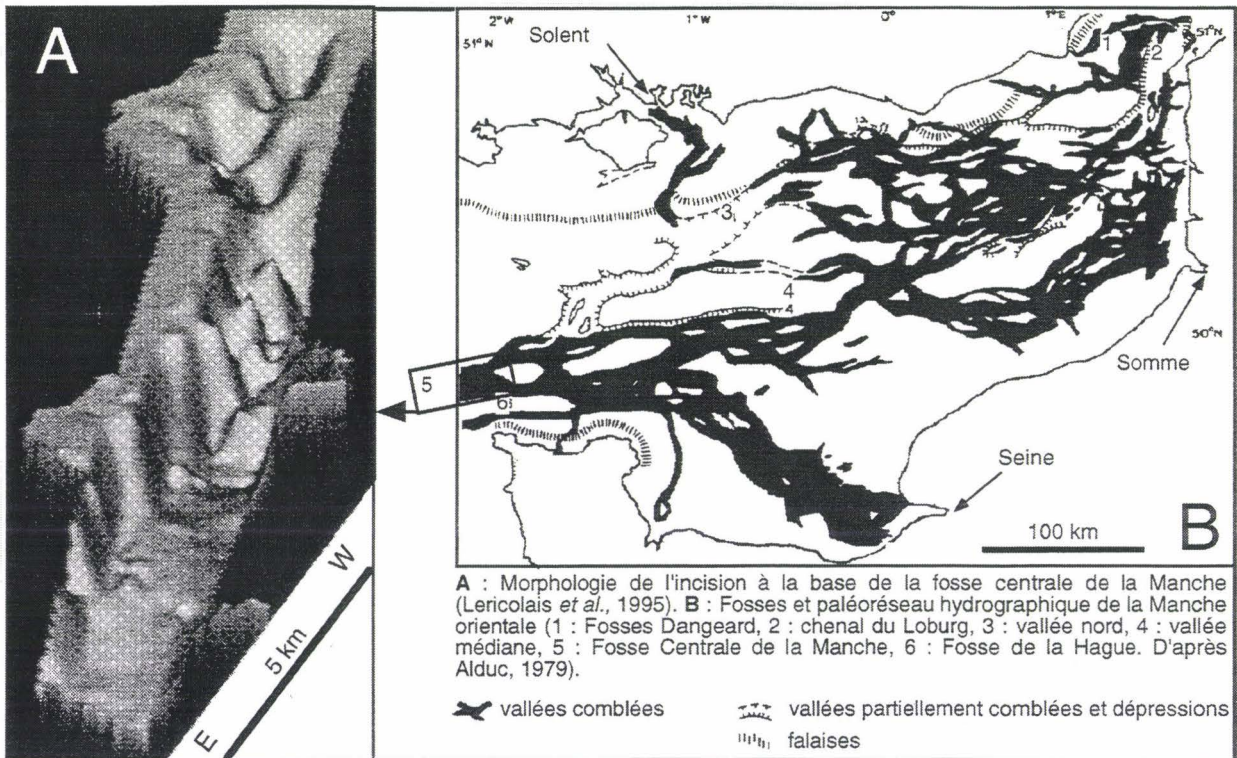 A
W
5 km
E
2° W
1° W
0°
1° E
51° N
51° N
Solent
1
2
3
4
4
5
6
50° N
Somme
Seine
100 km
B
A : Morphologie de l'incision à la base de la fosse centrale de la Manche
(Lericolais et al., 1995). B : Fosses et paléoréseau hydrographique de la Manche
orientale (1 : Fosses Dangeard, 2 : chenal du Loburg, 3 : vallée nord, 4 : vallée
médiane, 5 : Fosse Centrale de la Manche, 6 : Fosse de la Hague. D'après
Alduc, 1979).
vallées comblées
vallées partiellement comblées et dépressions
falaises